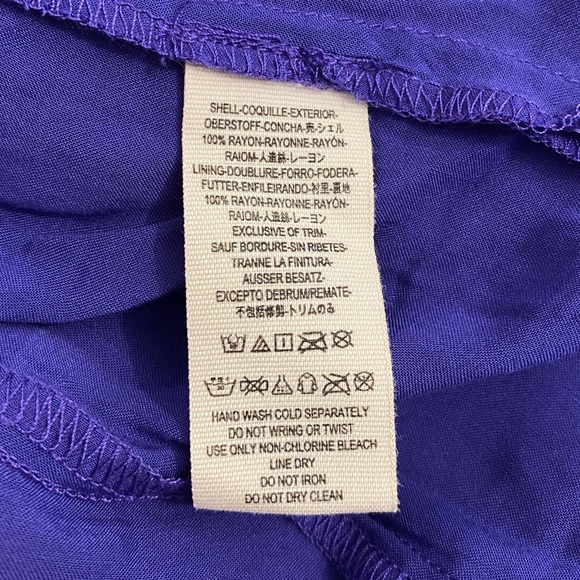 SHELL-COQUILLE-EXTERIOR-
OBERSTOFF-CONCHA-壳-シェル
100% RAYON-RAYONNE-RAYÓN-
RAIOM-人造絲-レーヨン
LINING-DOUBLURE-FORRO-FODERA-
FUTTER-ENFILEIRANDO-衬里-裏地
100% RAYON-RAYONNE-RAYÓN-
RAIOM-人造絲-レーヨン
EXCLUSIVE OF TRIM-
SAUF BORDURE-SIN RIBETES-
TRANNE LA FINITURA-
AUSSER BESATZ-
EXCEPTO DEBRUM/REMATE-
不包括修剪-トリムのみ
HAND WASH COLD SEPARATELY
DO NOT WRING OR TWIST
USE ONLY NON-CHLORINE BLEACH
LINE DRY
DO NOT IRON
DO NOT DRY CLEAN